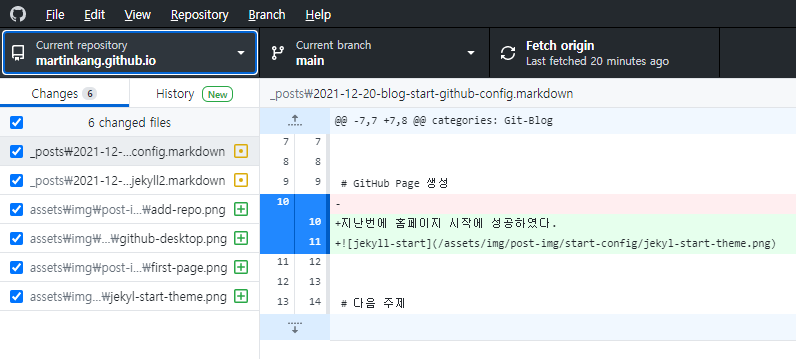 File Edit View Repository Branch Help
Current repository
martinkang.github.io
Current branch
main
Fetch origin
Last fetched 20 minutes ago
Changes 6
History New
6 changed files
_posts₩2021-12-...config.markdown
_posts₩2021-12-...jekyll2.markdown
assets₩img₩post-i...₩add-repo.png
assets₩img...₩github-desktop.png
assets₩img₩post-i...₩first-page.png
assets₩img...₩jekyl-start-theme.png
_posts₩2021-12-20-blog-start-github-config.markdown
@@ -7,7 +7,8 @@ categories: Git-Blog
7 7
8 8
9 9 # GitHub Page 생성
10 -
10 +지난번에 홈페이지 시작에 성공하였다.
11 +![jekyll-start](/assets/img/post-img/start-config/jekyl-start-theme.png)
11 12
12 13
13 14 # 다음 주제